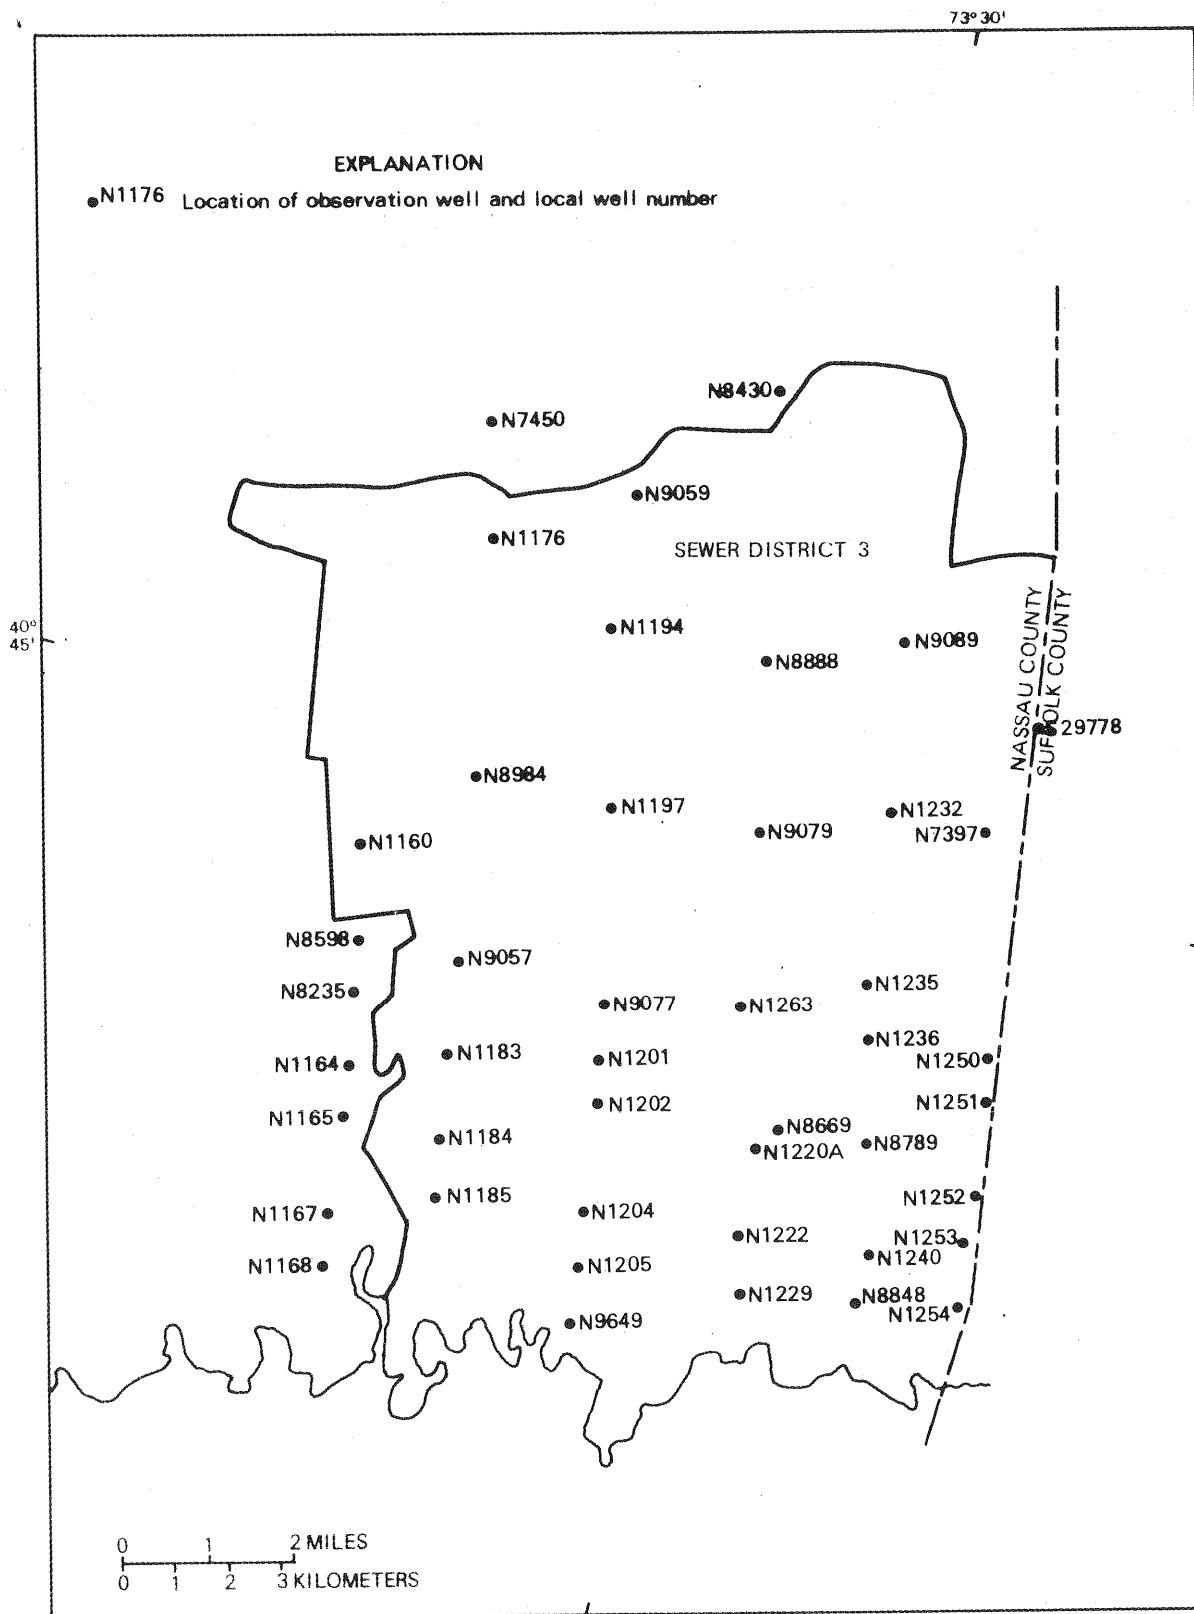 73° 30'
EXPLANATION
N1176 Location of observation well and local well number
N8430
N7450
N9059
N1176
SEWER DISTRICT 3
N1194
40°
45'
N9089
N8888
NASSAU COUNTY
SUFFOLK COUNTY
29778
N8984
N1197
N1232
N9079
N7397
N1160
N8598
N9057
N8235
N1235
N9077
N1263
N1236
N1183
N1201
N1250
N1164
N1202
N1251
N1165
N8669
N1184
N1220A
N8789
N1185
N1252
N1167
N1204
N1222
N1253
N1240
N1168
N1205
N1229
N8848
N1254
N9649
0 1 2 MILES
0 1 2 3 KILOMETERS